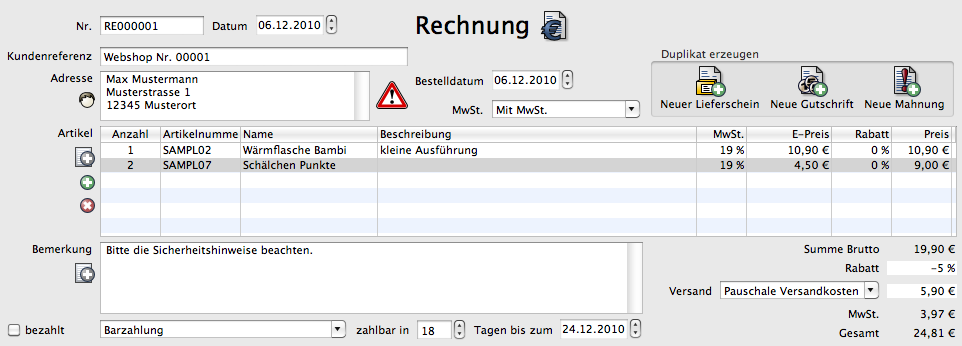 Nr. RE000001 Datum 06.12.2010 Rechnung
Kundenreferenz Webshop Nr. 00001
Duplikat erzeugen
Adresse Max Mustermann
Musterstrasse 1
12345 Musterort
Bestelldatum 06.12.2010
MwSt. Mit MwSt.
Neuer Lieferschein Neue Gutschrift Neue Mahnung
Artikel Anzahl Artikelnumme Name Beschreibung MwSt. E-Preis Rabatt Preis
1 SAMPL02 Wärmflasche Bambi kleine Ausführung 19 % 10,90 € 0 % 10,90 €
2 SAMPL07 Schälchen Punkte 19 % 4,50 € 0 % 9,00 €
Bemerkung Bitte die Sicherheitshinweise beachten.
Summe Brutto 19,90 €
Rabatt -5 %
Versand Pauschale Versandkosten 5,90 €
MwSt. 3,97 €
bezahlt Barzahlung zahlbar in 18 Tagen bis zum 24.12.2010
Gesamt 24,81 €